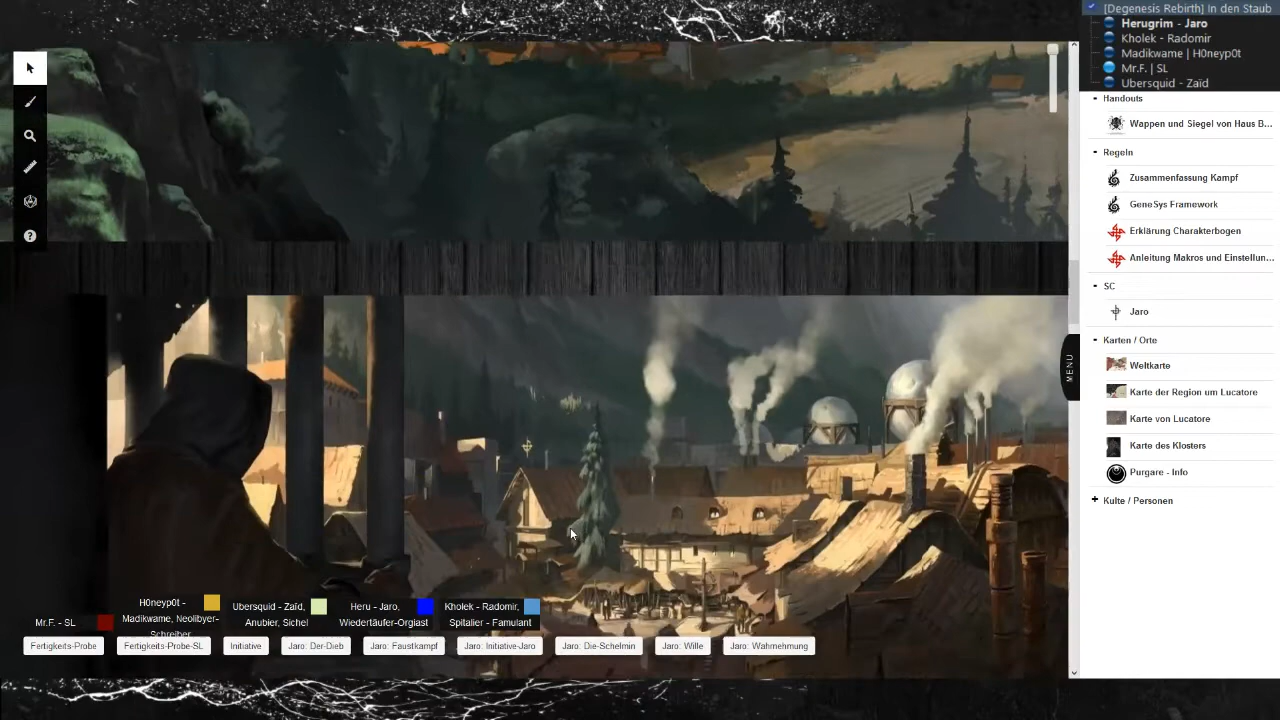 [Degenesis Rebirth] In den Staub
Herugrim - Jaro
Kholek - Radomir
Madikwame | H0neyp0t
Mr.F. | SL
Ubersquid - Zaïd
Handouts
Wappen und Siegel von Haus B...
Regeln
Zusammenfassung Kampf
GeneSys Framework
Erklärung Charakterbogen
Anleitung Makros und Einstellun...
SC
Jaro
Karten / Orte
Weltkarte
Karte der Region um Lucatore
Karte von Lucatore
Karte des Klosters
Purgare - Info
Kulte / Personen
MENU
Mr.F. - SL
H0neyp0t -
Madikwame, Neolibyer-
Schreiber
Ubersquid - Zaïd,
Anubier, Sichel
Heru - Jaro,
Wiedertäufer-Orgiast
Kholek - Radomir,
Spitalier - Famulant
Fertigkeits-Probe
Fertigkeits-Probe-SL
Initiative
Jaro: Der-Dieb
Jaro: Faustkampf
Jaro: Initiative-Jaro
Jaro: Die-Schelmin
Jaro: Wille
Jaro: Wahrnehmung